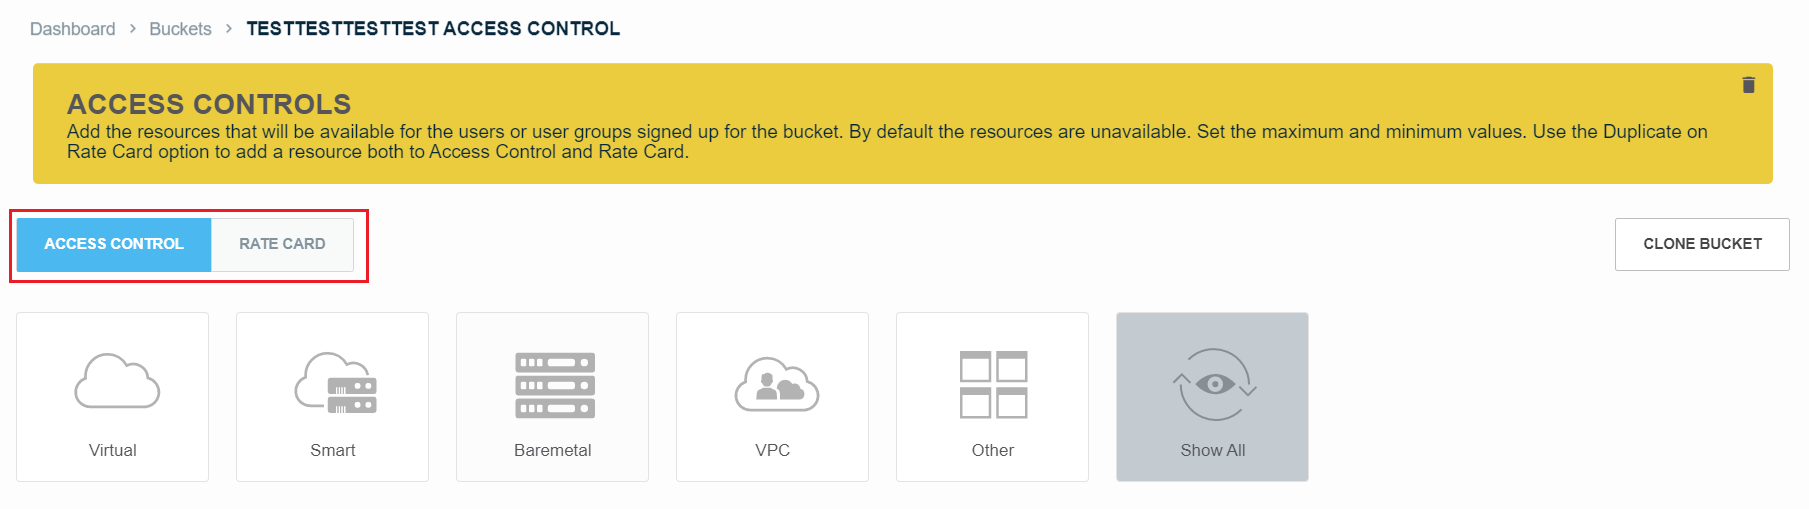 Dashboard > Buckets > TESTTESTTESTTEST ACCESS CONTROL
ACCESS CONTROLS
Add the resources that will be available for the users or user groups signed up for the bucket. By default the resources are unavailable. Set the maximum and minimum values. Use the Duplicate on
Rate Card option to add a resource both to Access Control and Rate Card.
ACCESS CONTROL RATE CARD CLONE BUCKET
Virtual Smart Baremetal VPC Other Show All